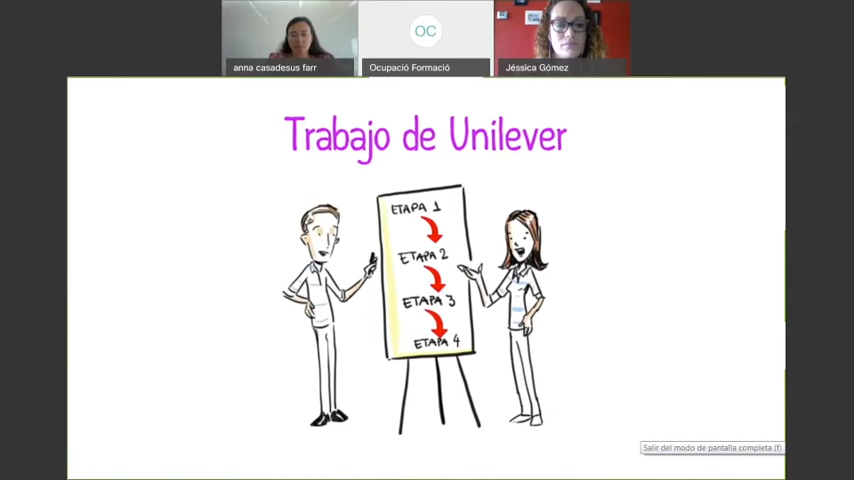 OC
anna casadesus farr
Ocupació Formació
Jéssica Gómez
Trabajo de Unilever
ETAPA 1
ETAPA 2
ETAPA 3
ETAPA 4
Salir del modo de pantalla completa (f)